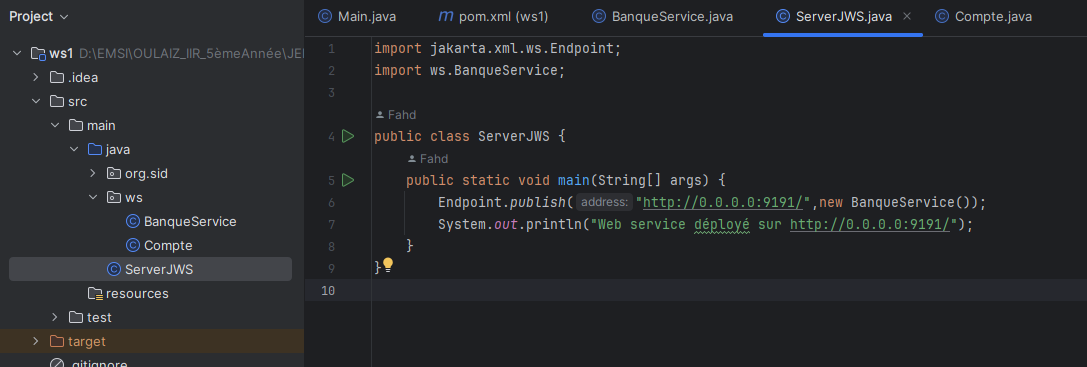 Project
Main.java
pom.xml (ws1)
BanqueService.java
ServerJWS.java
Compte.java
ws1 D:\EMSI\OULAIZ_IIR_5èmeAnnée\JE
.idea
src
main
java
org.sid
ws
BanqueService
Compte
ServerJWS
resources
test
target
.gitignore
1 import jakarta.xml.ws.Endpoint;
2 import ws.BanqueService;
3
Fahd
4 public class ServerJWS {
Fahd
5 public static void main(String[] args) {
6 Endpoint.publish( address: "http://0.0.0.0:9191/",new BanqueService());
7 System.out.println("Web service déployé sur http://0.0.0.0:9191/");
8 }
9 }
10